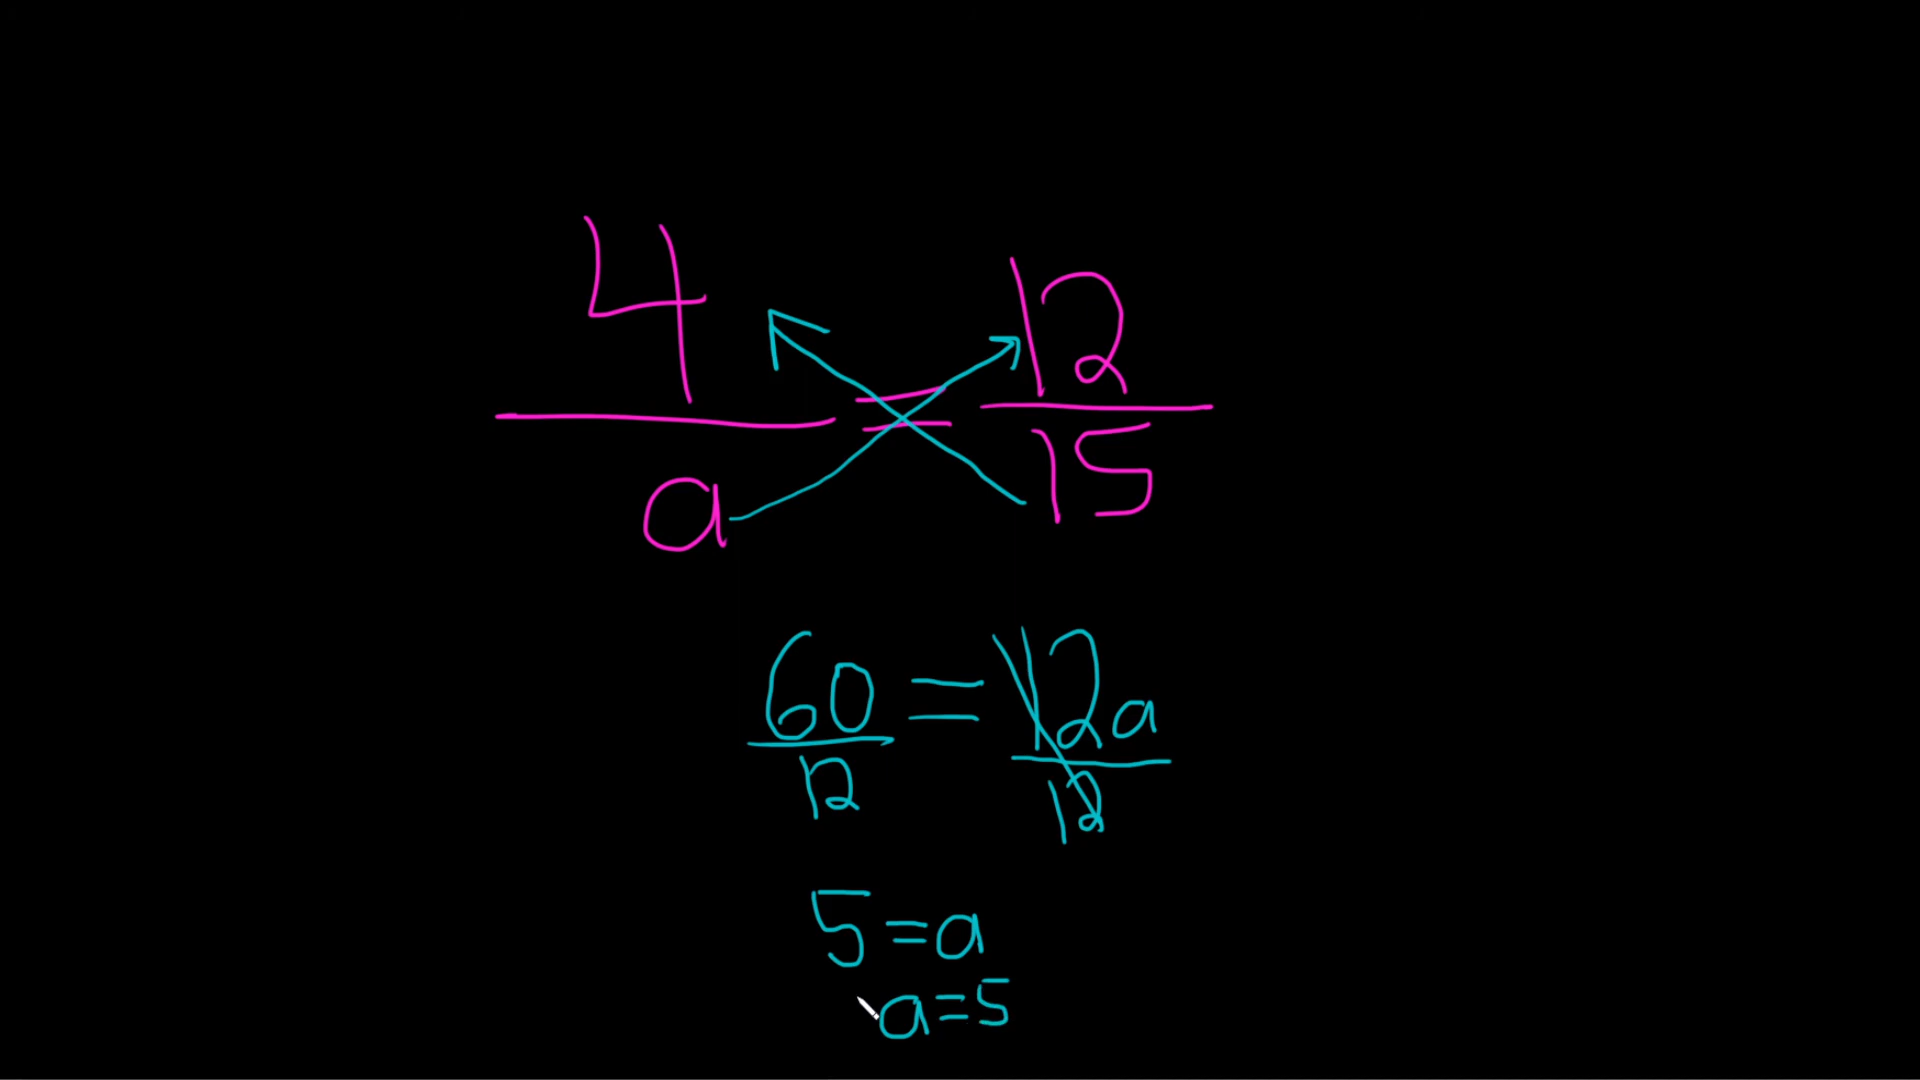 4/a = 12/15
60/12 = 12a/12
5=a
a=5